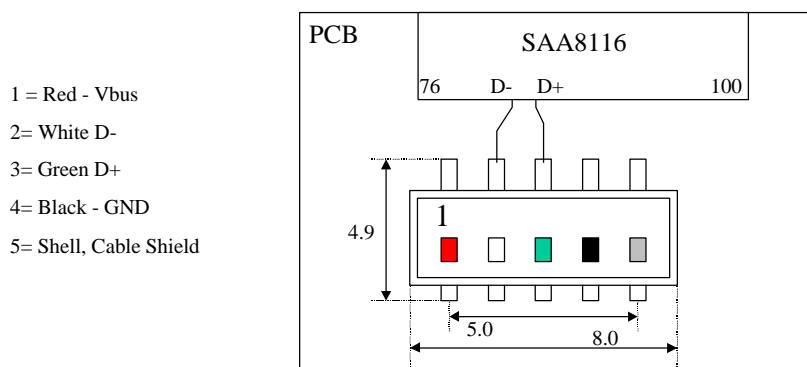 1 = Red - Vbus
2= White D-
3= Green D+
4= Black - GND
5= Shell, Cable Shield
PCB
SAA8116
76 D- D+ 100
1
4.9
5.0
8.0